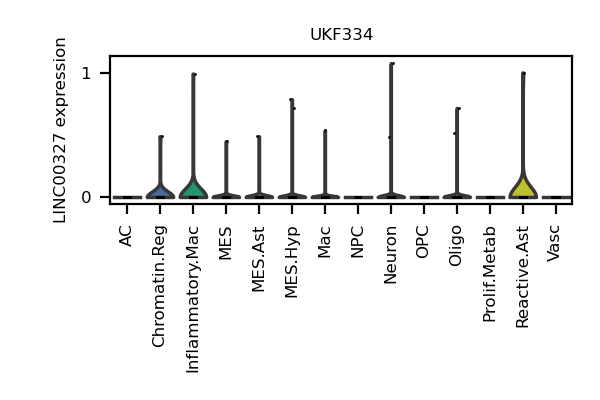 UKF334
LINC00327 expression
1
0
AC
Chromatin.Reg
Inflammatory.Mac
MES
MES.Ast
MES.Hyp
Mac
NPC
Neuron
OPC
Oligo
Prolif.Metab
Reactive.Ast
Vasc